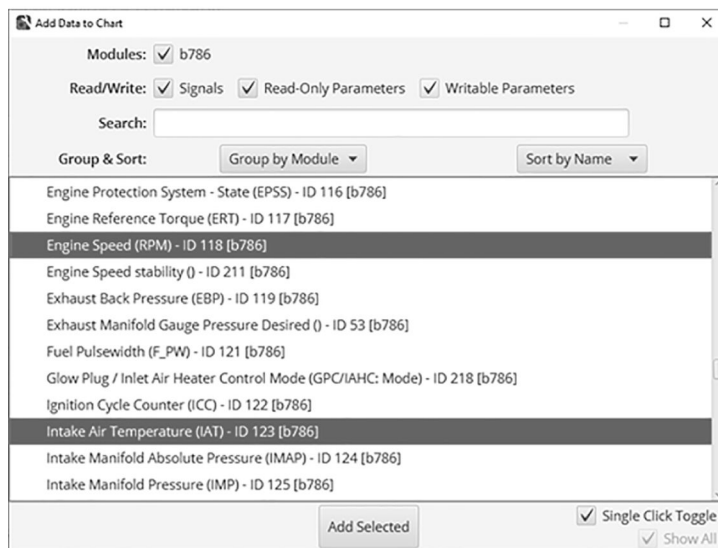 Add Data to Chart
Modules: b786
Read/Write: Signals Read-Only Parameters Writable Parameters
Search:
Group & Sort: Group by Module Sort by Name
Engine Protection System - State (EPSS) - ID 116 [b786]
Engine Reference Torque (ERT) - ID 117 [b786]
Engine Speed (RPM) - ID 118 [b786]
Engine Speed stability () - ID 211 [b786]
Exhaust Back Pressure (EBP) - ID 119 [b786]
Exhaust Manifold Gauge Pressure Desired () - ID 53 [b786]
Fuel Pulsewidth (F_PW) - ID 121 [b786]
Glow Plug / Inlet Air Heater Control Mode (GPC/IAHC: Mode) - ID 218 [b786]
Ignition Cycle Counter (ICC) - ID 122 [b786]
Intake Air Temperature (IAT) - ID 123 [b786]
Intake Manifold Absolute Pressure (IMAP) - ID 124 [b786]
Intake Manifold Pressure (IMP) - ID 125 [b786]
Add Selected
Single Click Toggle
Show All